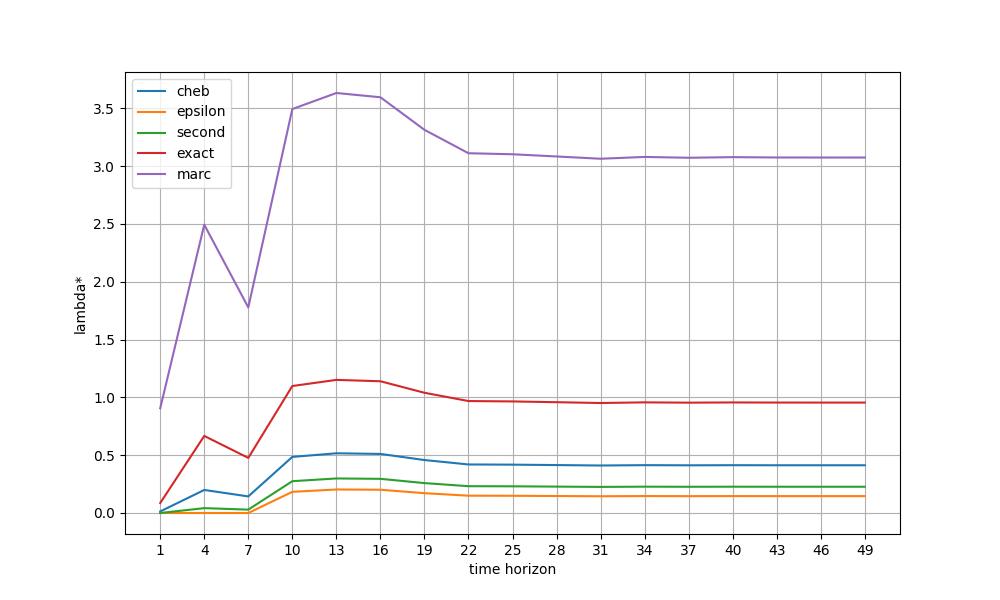 cheb
epsilon
second
exact
marc
3.5
3.0
2.5
2.0
1.5
1.0
0.5
0.0
lambda*
1 4 7 10 13 16 19 22 25 28 31 34 37 40 43 46 49
time horizon